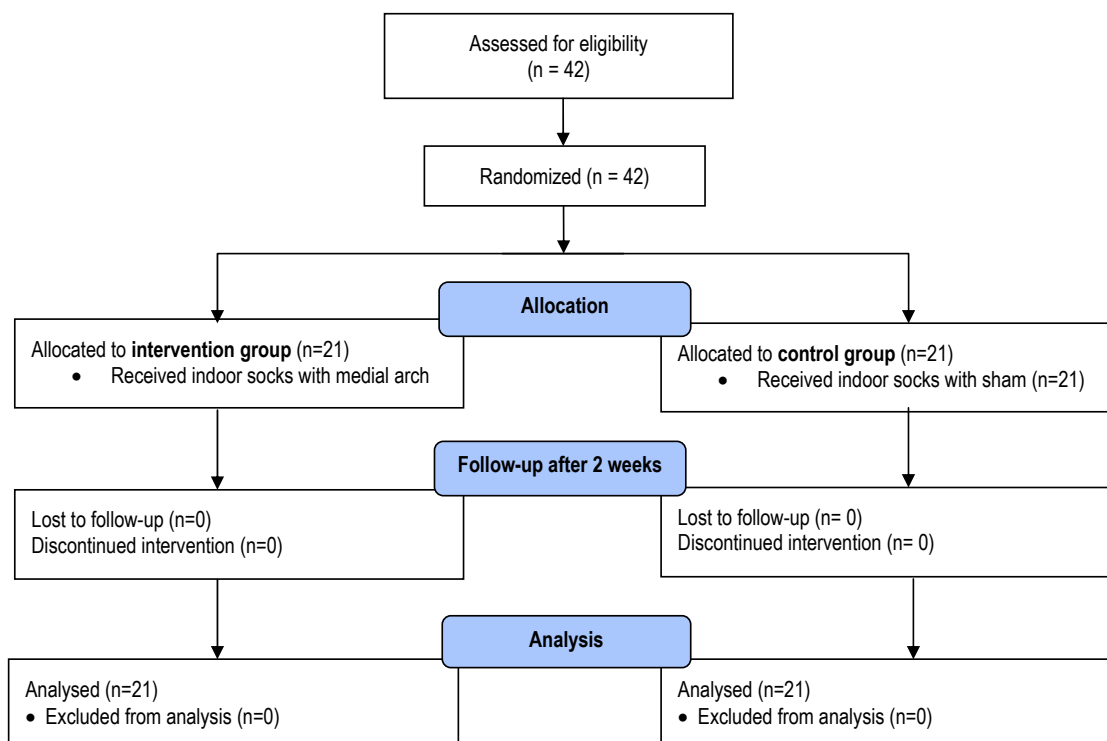 Assessed for eligibility
(n = 42)
Randomized (n = 42)
Allocation
Allocated to intervention group (n=21)
• Received indoor socks with medial arch
Allocated to control group (n=21)
• Received indoor socks with sham (n=21)
Follow-up after 2 weeks
Lost to follow-up (n=0)
Discontinued intervention (n=0)
Lost to follow-up (n= 0)
Discontinued intervention (n= 0)
Analysis
Analysed (n=21)
• Excluded from analysis (n=0)
Analysed (n=21)
• Excluded from analysis (n=0)